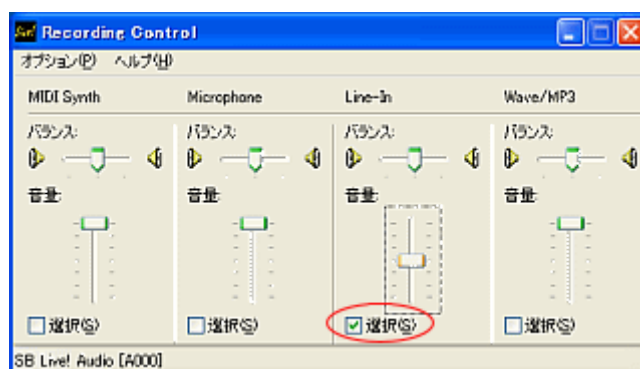 Recording Control
オプション(P) ヘルプ(H)
MIDI Synth Microphone Line-In Wave/MP3
バランス: バランス: バランス: バランス:
音量: 音量: 音量: 音量:
選択(S) 選択(S) 選択(S) 選択(S)
SB Live! Audio [A000]